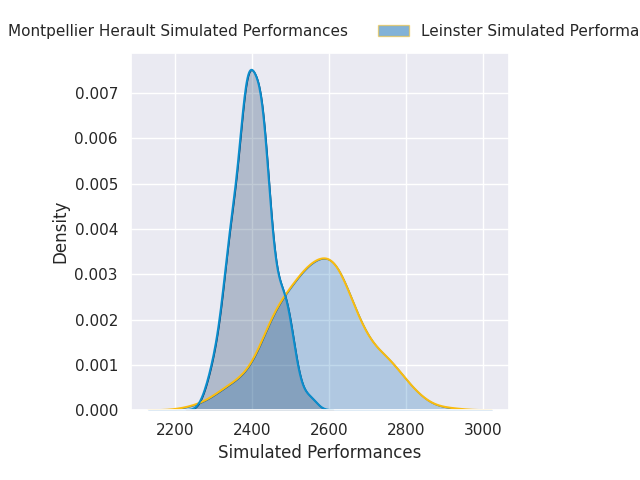 Montpellier Herault Simulated Performances
Leinster Simulated Performa
0.007
0.006
0.005
0.004
0.003
0.002
0.001
0.000
Density
2200 2400 2600 2800 3000
Simulated Performances